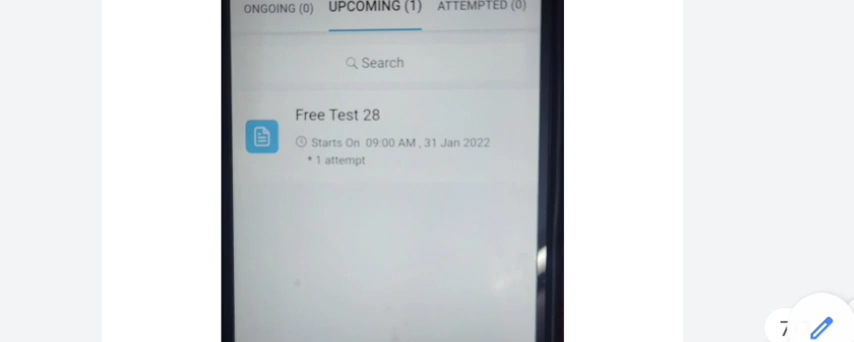 ONGOING (0) UPCOMING (1) ATTEMPTED (0)
Search
Free Test 28
Starts On 09:00 AM , 31 Jan 2022
* 1 attempt